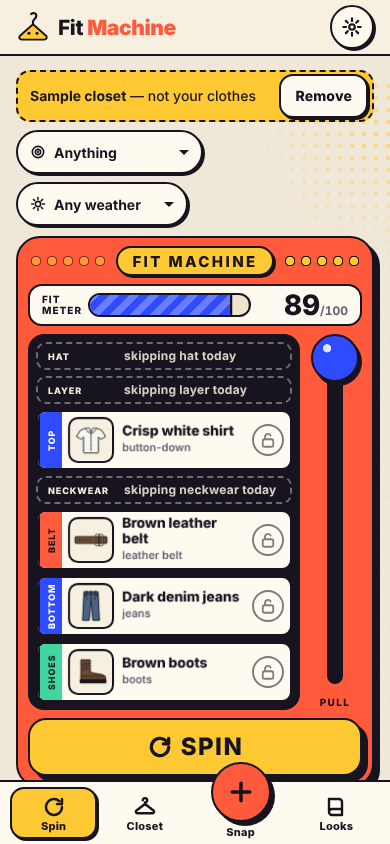 Fit Machine
Sample closet — not your clothes
Remove
Anything
Any weather
FIT MACHINE
FIT
METER
89/100
HAT
skipping hat today
LAYER
skipping layer today
TOP
Crisp white shirt
button-down
NECKWEAR
skipping neckwear today
BELT
Brown leather
belt
leather belt
BOTTOM
Dark denim jeans
jeans
SHOES
Brown boots
boots
PULL
SPIN
Spin
Closet
Snap
Looks